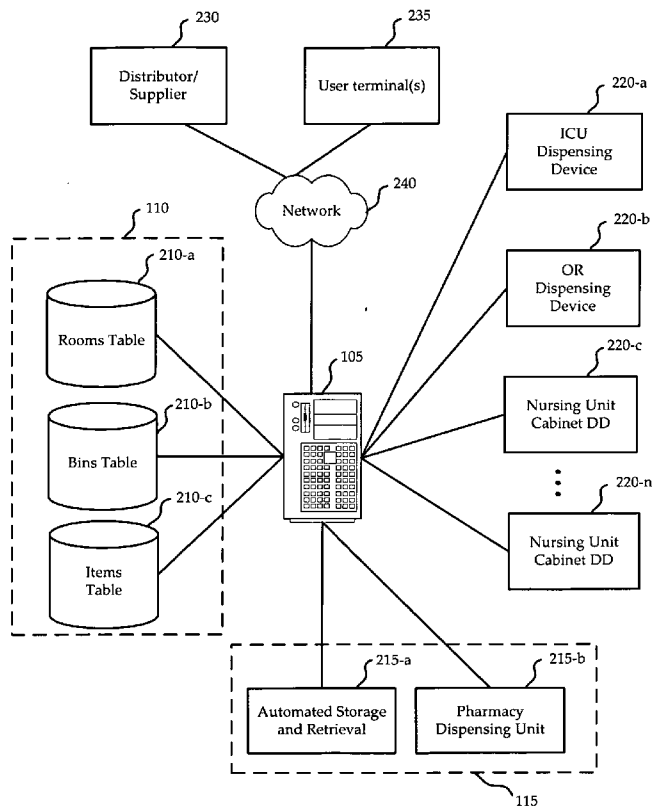 230
235
Distributor/
Supplier
User terminal(s)
220-a
ICU
Dispensing
Device
240
Network
110
220-b
210-a
OR
Dispensing
Device
Rooms Table
105
220-c
210-b
Nursing Unit
Cabinet DD
Bins Table
210-c
220-n
Nursing Unit
Cabinet DD
Items
Table
215-a
215-b
Automated Storage
and Retrieval
Pharmacy
Dispensing Unit
115